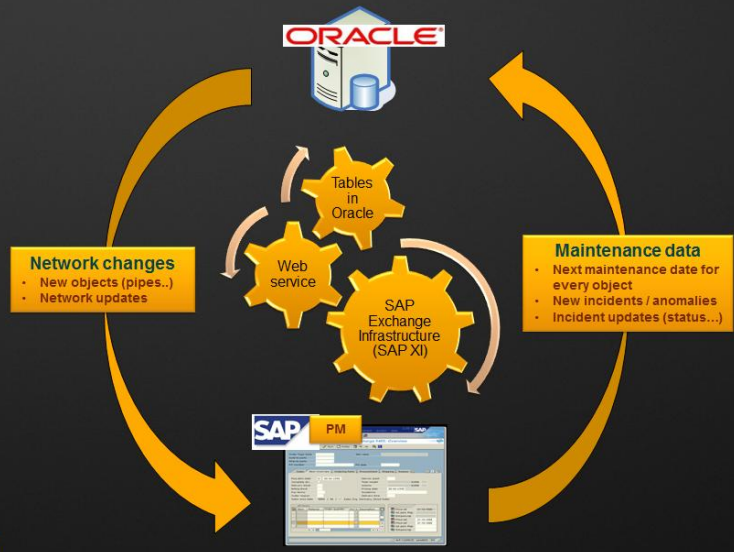 ORACLE
Tables
in
Oracle
Web
service
SAP
Exchange
Infrastructure
(SAP XI)
Network changes
• New objects (pipes..)
• Network updates
Maintenance data
• Next maintenance date for
every object
• New incidents / anomalies
• Incident updates (status...)
SAP
PM
SAP